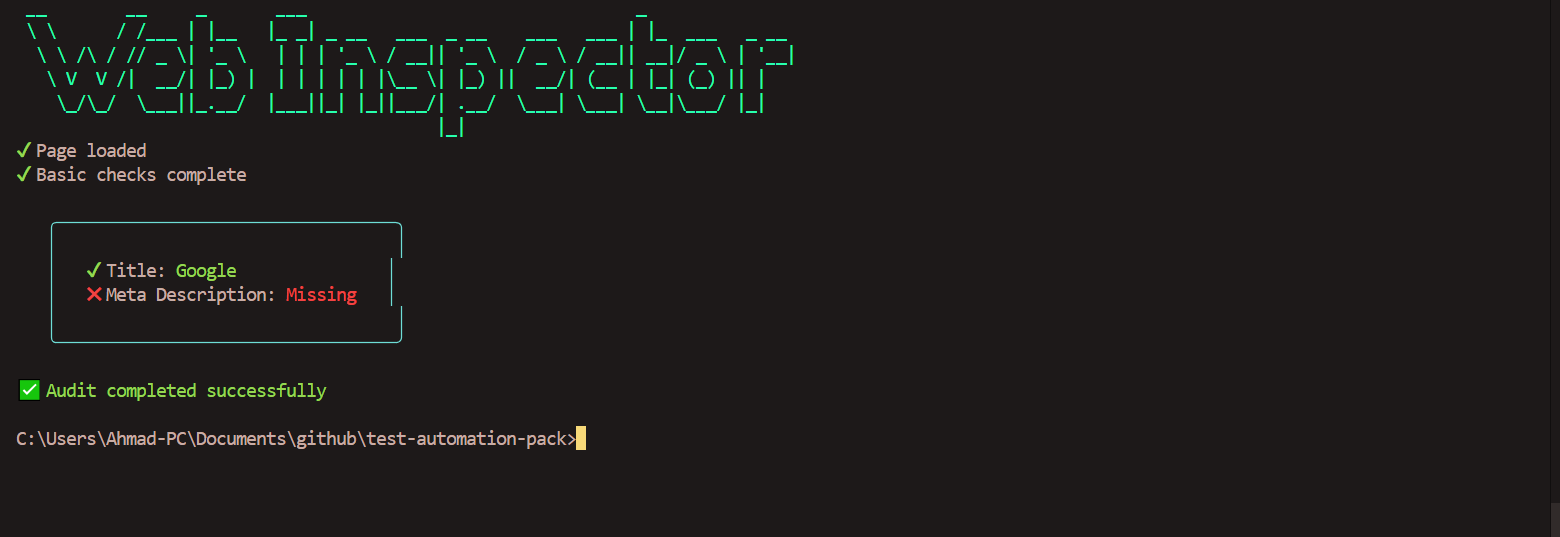 Web Inspector
✓ Page loaded
✓ Basic checks complete
✓ Title: Google
❌ Meta Description: Missing
✅ Audit completed successfully
C:\Users\Ahmad-PC\Documents\github\test-automation-pack>